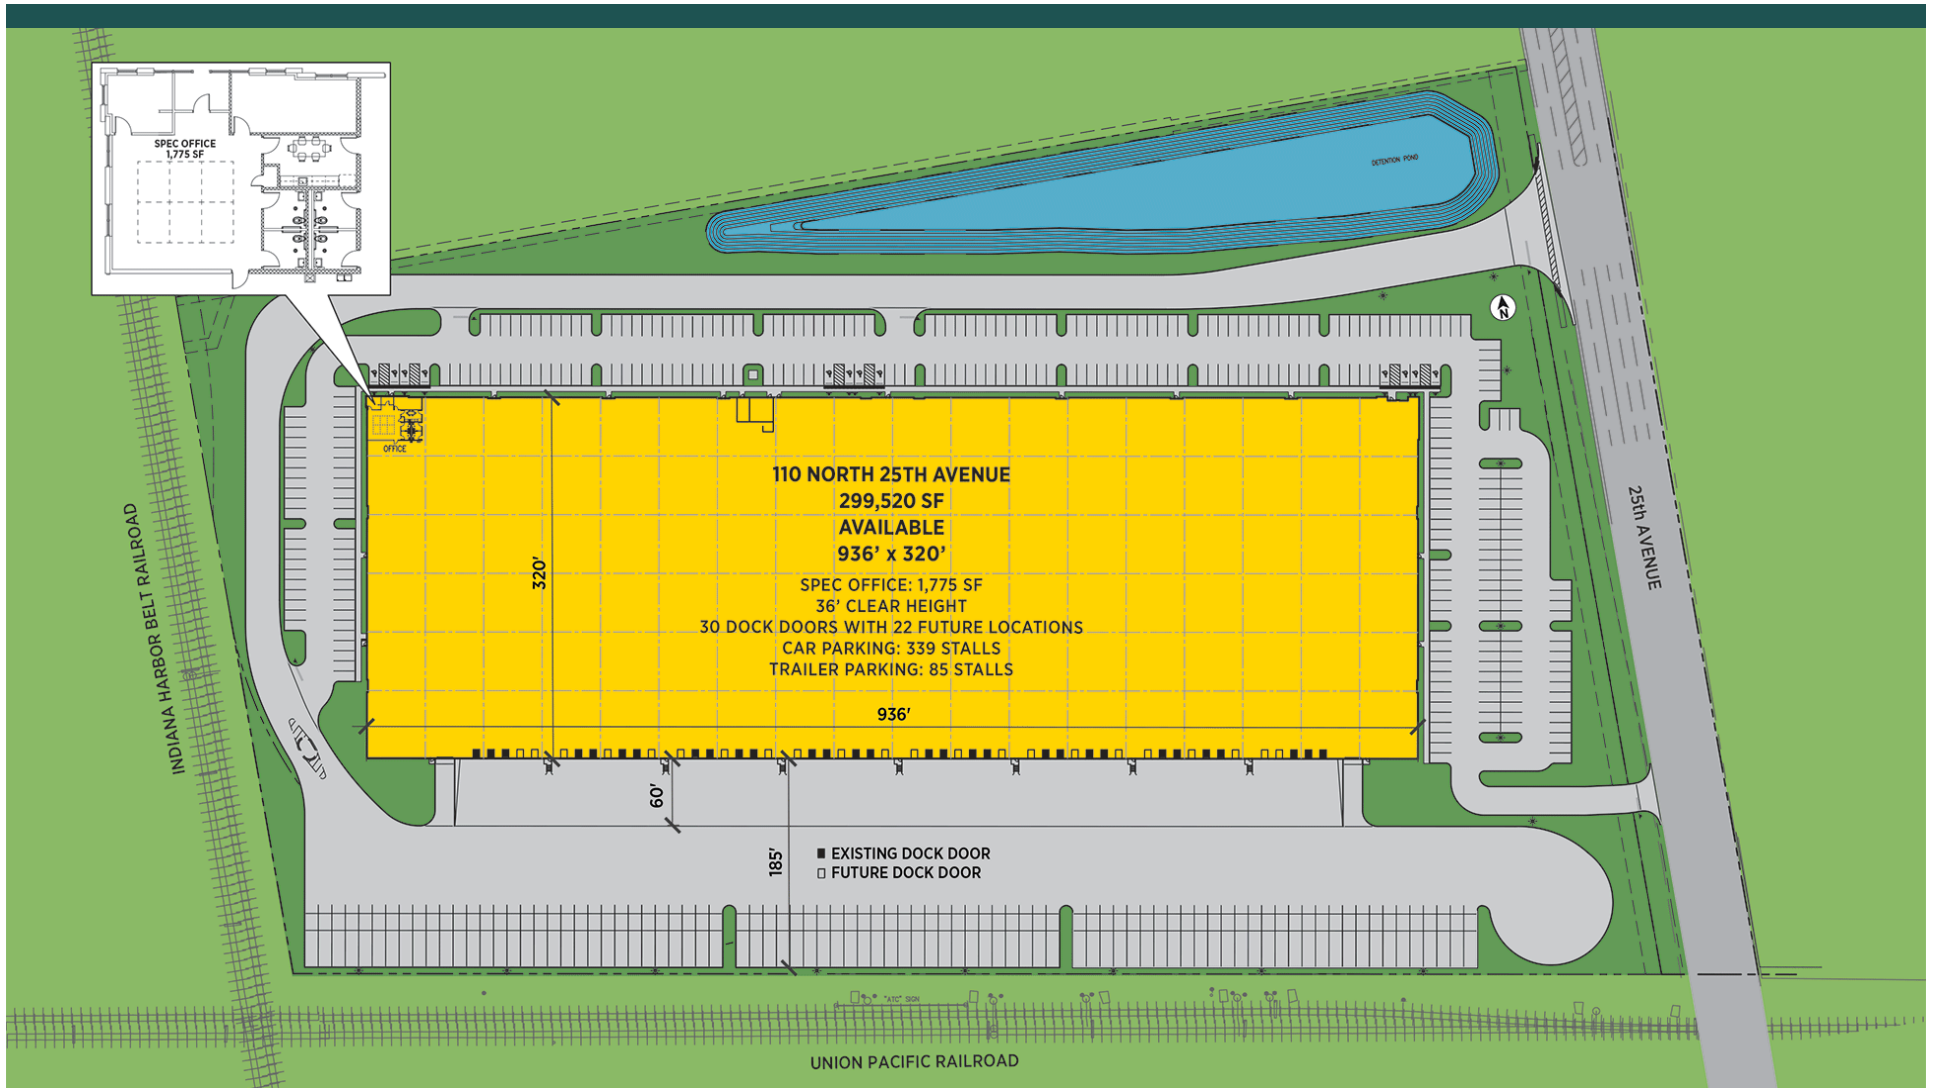 SPEC OFFICE
1,775 SF
DETENTION POND
N
OFFICE
110 NORTH 25TH AVENUE
299,520 SF
AVAILABLE
936' x 320'
SPEC OFFICE: 1,775 SF
36' CLEAR HEIGHT
30 DOCK DOORS WITH 22 FUTURE LOCATIONS
CAR PARKING: 339 STALLS
TRAILER PARKING: 85 STALLS
320'
936'
60'
185'
EXISTING DOCK DOOR
FUTURE DOCK DOOR
INDIANA HARBOR BELT RAILROAD
25th AVENUE
"ATC" SIGN
UNION PACIFIC RAILROAD